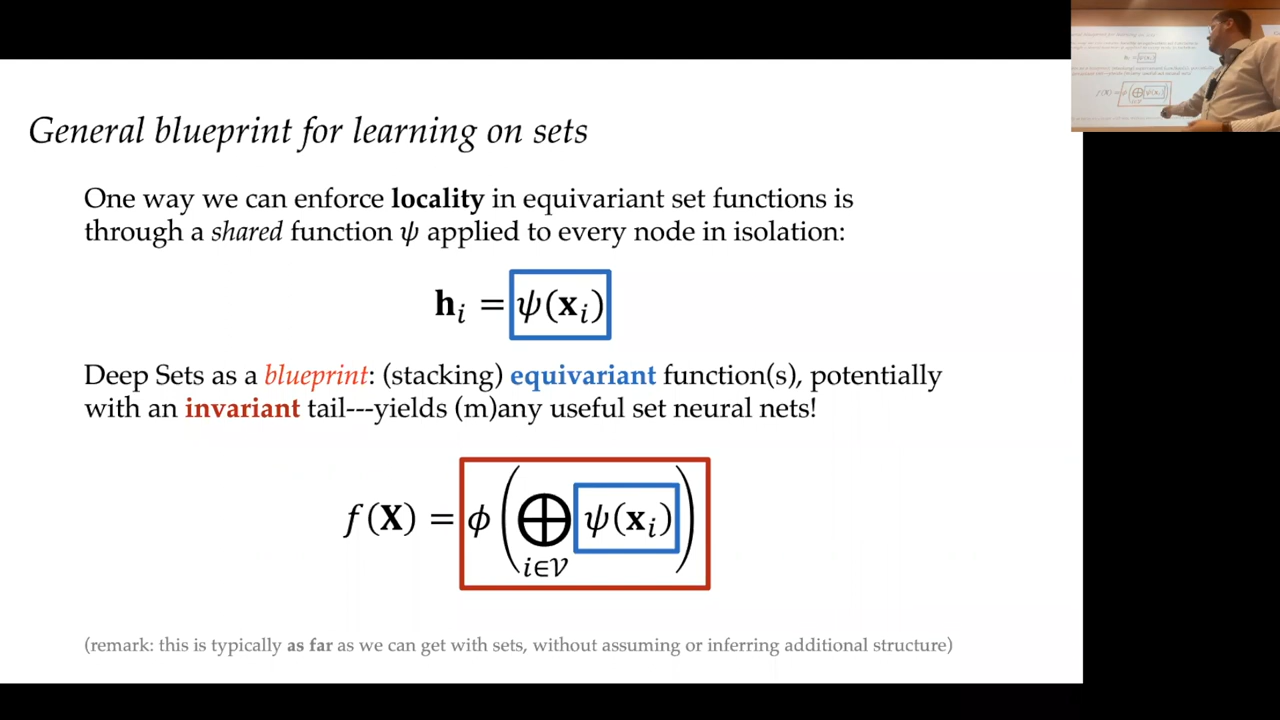 General blueprint for learning on sets
One way we can enforce locality in equivariant set functions is
through a shared function ψ applied to every node in isolation:
h_i = ψ(x_i)
Deep Sets as a blueprint: (stacking) equivariant function(s), potentially
with an invariant tail---yields (m)any useful set neural nets!
f(X) = ϕ(⨁_{i∈𝒱} ψ(x_i))
(remark: this is typically as far as we can get with sets, without assuming or inferring additional structure)